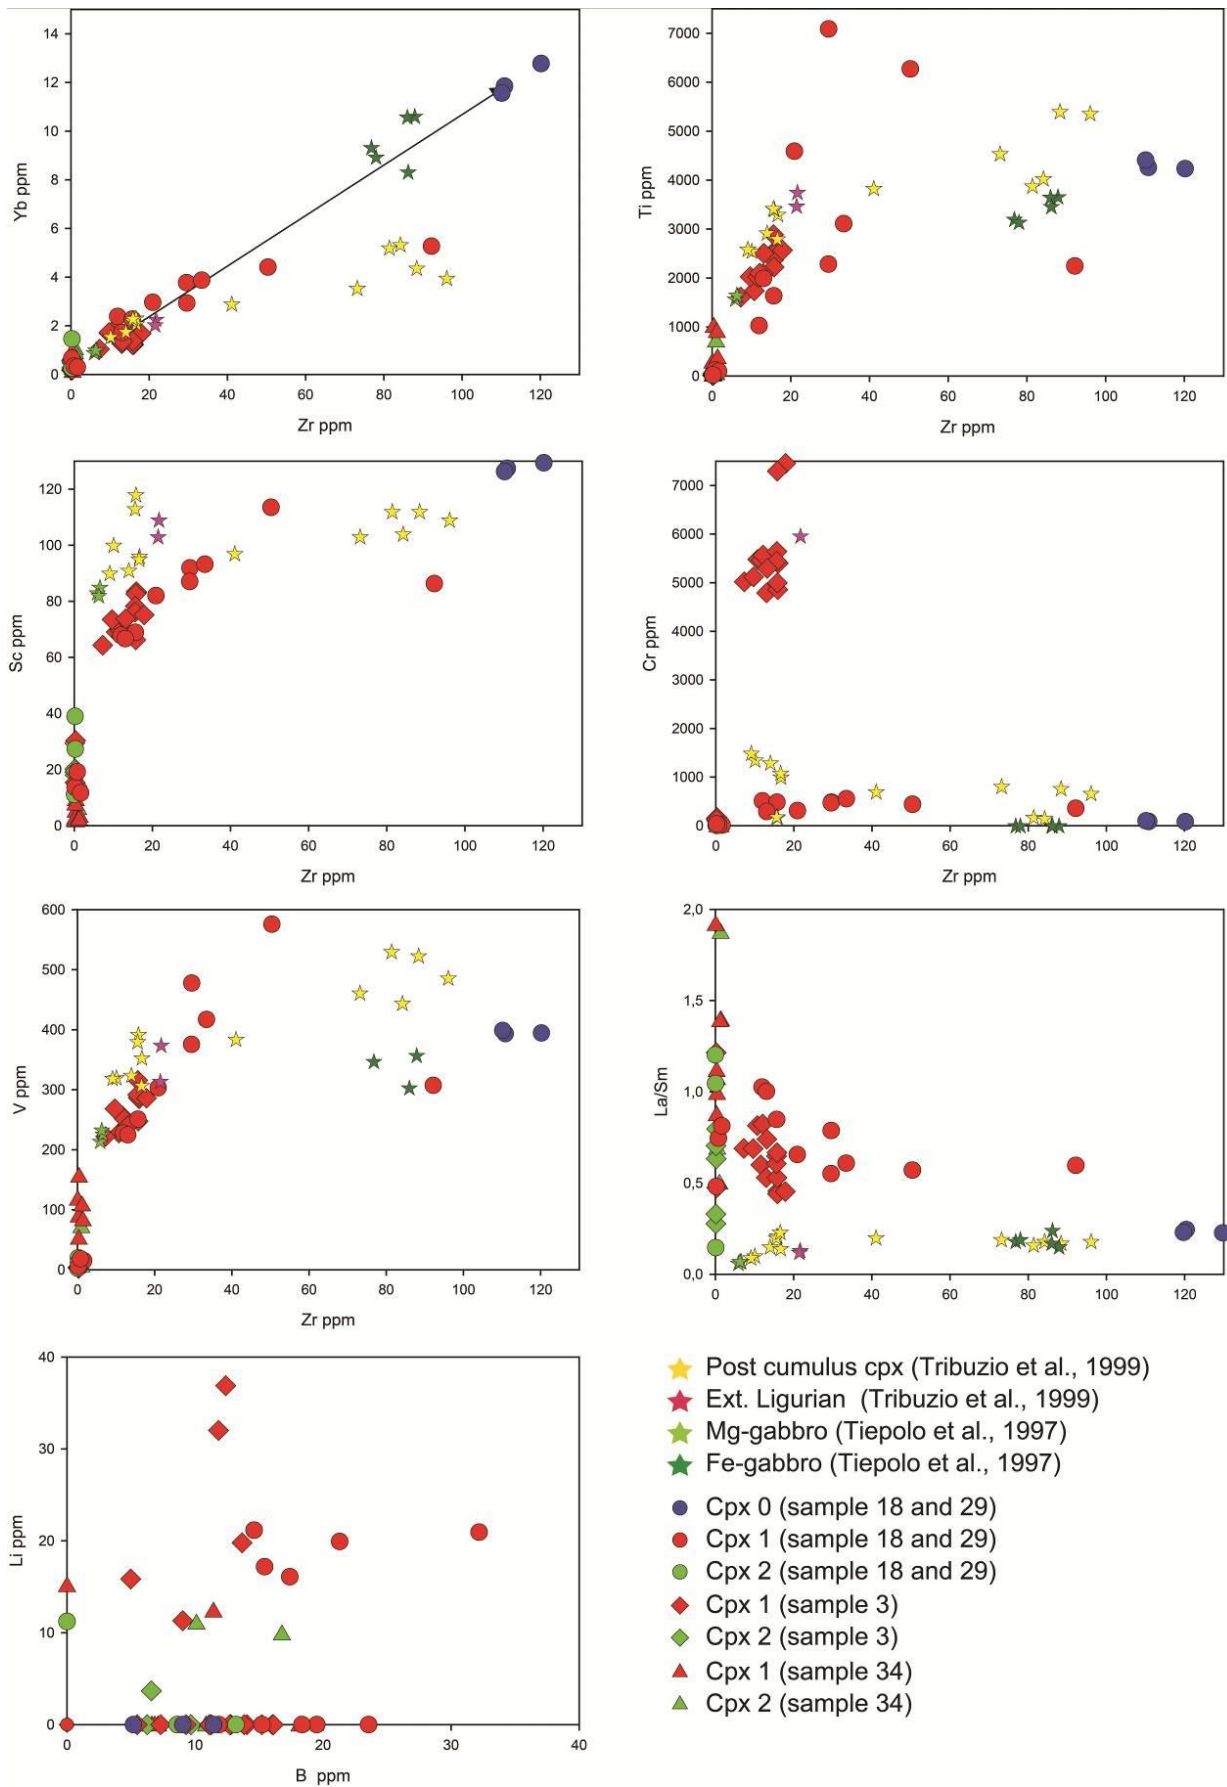 14
12
10
8
6
4
2
0
Yb ppm
0 20 40 60 80 100 120
Zr ppm
7000
6000
5000
4000
3000
2000
1000
0
Ti ppm
0 20 40 60 80 100 120
Zr ppm
120
100
80
60
40
20
0
Sc ppm
0 20 40 60 80 100 120
Zr ppm
7000
6000
5000
4000
3000
2000
1000
0
Cr ppm
0 20 40 60 80 100 120
Zr ppm
600
500
400
300
200
100
0
V ppm
0 20 40 60 80 100 120
Zr ppm
2,0
1,5
1,0
0,5
0,0
La/Sm
0 20 40 60 80 100 120
40
30
20
10
0
Li ppm
0 10 20 30 40
B ppm
Post cumulus cpx (Tribuzio et al., 1999)
Ext. Ligurian (Tribuzio et al., 1999)
Mg-gabbro (Tiepolo et al., 1997)
Fe-gabbro (Tiepolo et al., 1997)
Cpx 0 (sample 18 and 29)
Cpx 1 (sample 18 and 29)
Cpx 2 (sample 18 and 29)
Cpx 1 (sample 3)
Cpx 2 (sample 3)
Cpx 1 (sample 34)
Cpx 2 (sample 34)